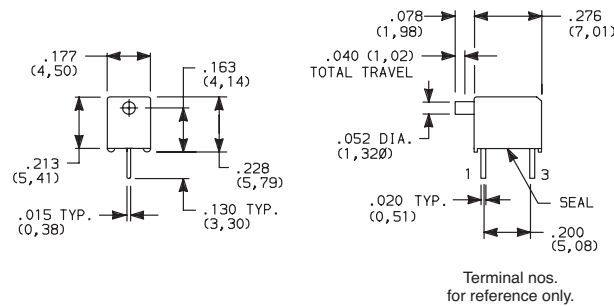 .177
(4,50)
.163
(4,14)
.213
(5,41)
.228
(5,79)
.015 TYP.
(0,38)
.130 TYP.
(3,30)
.078
(1,98)
.276
(7,01)
.040 (1,02)
TOTAL TRAVEL
.052 DIA.
(1,32Ø)
1
3
.020 TYP.
(0,51)
SEAL
.200
(5,08)
Terminal nos.
for reference only.